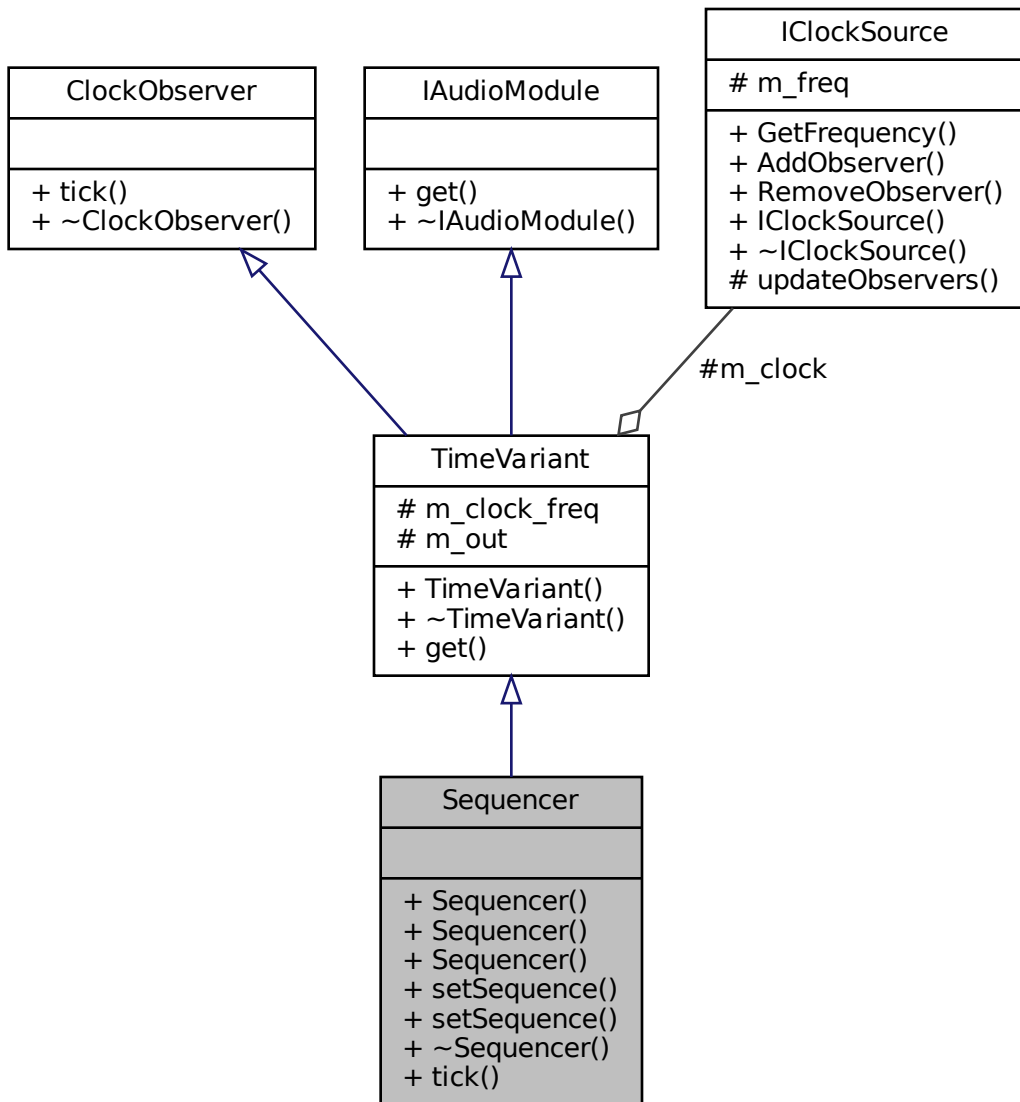 ClockObserver
+ tick()
+ ~ClockObserver()
IAudioModule
+ get()
+ ~IAudioModule()
IClockSource
# m_freq
+ GetFrequency()
+ AddObserver()
+ RemoveObserver()
+ IClockSource()
+ ~IClockSource()
# updateObservers()
#m_clock
TimeVariant
# m_clock_freq
# m_out
+ TimeVariant()
+ ~TimeVariant()
+ get()
Sequencer
+ Sequencer()
+ Sequencer()
+ Sequencer()
+ setSequence()
+ setSequence()
+ ~Sequencer()
+ tick()